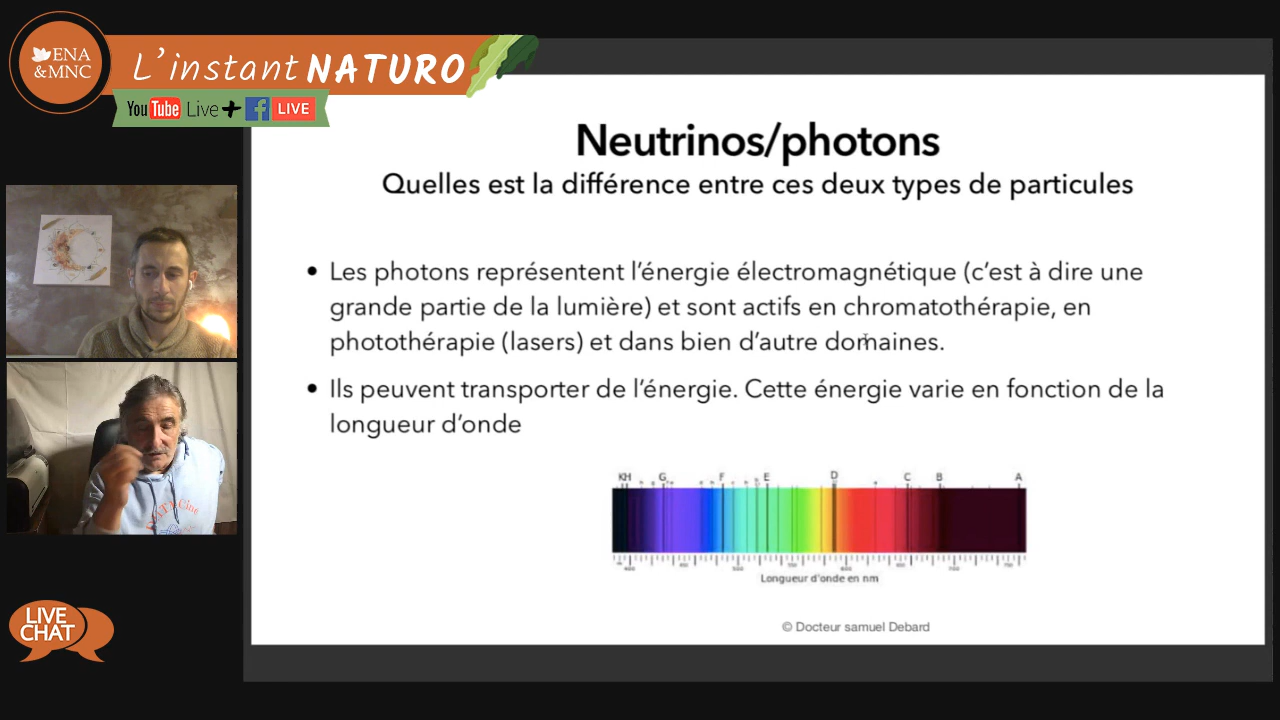 ENA
&MNC
L'instant NATURO
YouTube Live+ f LIVE
Neutrinos/photons
Quelles est la différence entre ces deux types de particules
• Les photons représentent l'énergie électromagnétique (c'est à dire une
grande partie de la lumière) et sont actifs en chromatothérapie, en
photothérapie (lasers) et dans bien d'autre domaines.
• Ils peuvent transporter de l'énergie. Cette énergie varie en fonction de la
longueur d'onde
KH G F E D C B A
Longueur d'onde en nm
© Docteur samuel Debard
LIVE
CHAT